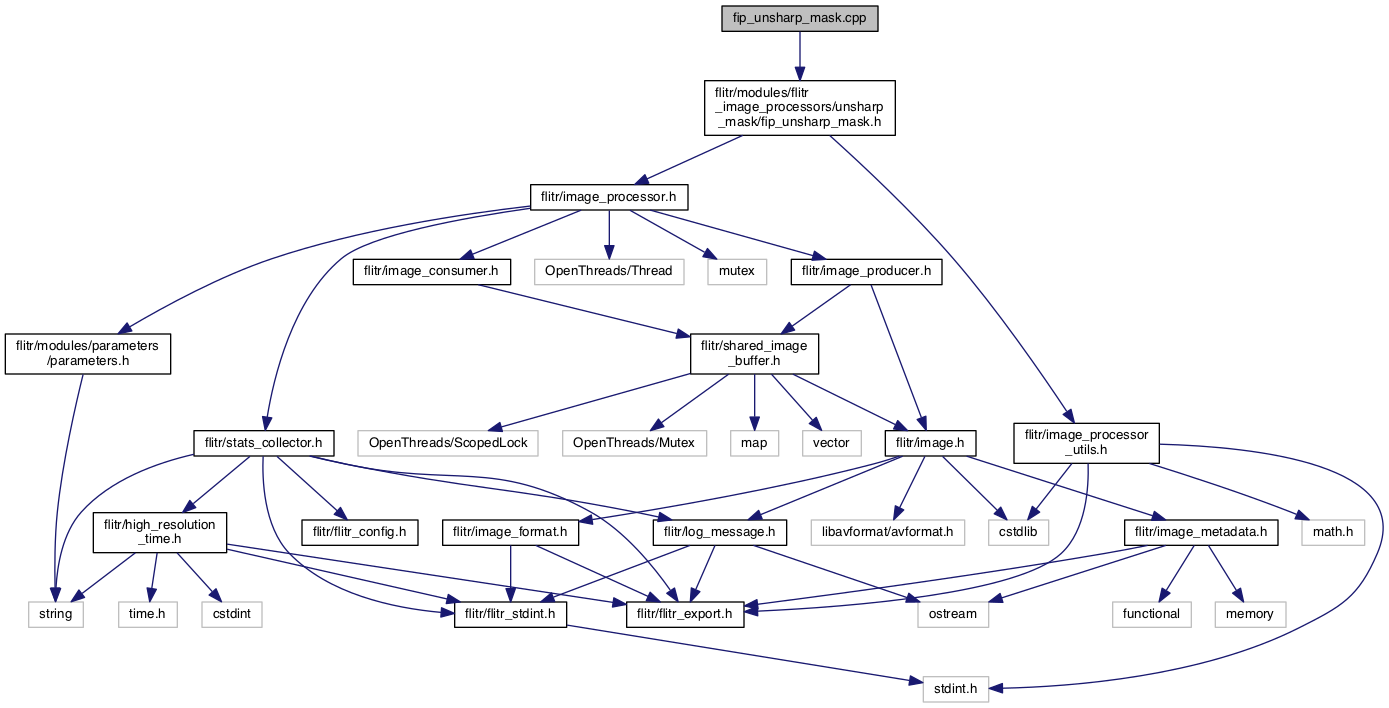 fip_unsharp_mask.cpp
flitr/modules/flitr
_image_processors/unsharp
_mask/fip_unsharp_mask.h
flitr/image_processor.h
flitr/image_consumer.h
OpenThreads/Thread
mutex
flitr/image_producer.h
flitr/modules/parameters
/parameters.h
flitr/shared_image
_buffer.h
flitr/stats_collector.h
OpenThreads/ScopedLock
OpenThreads/Mutex
map
vector
flitr/image.h
flitr/image_processor
_utils.h
flitr/high_resolution
_time.h
flitr/flitr_config.h
flitr/image_format.h
flitr/log_message.h
libavformat/avformat.h
cstdlib
flitr/image_metadata.h
math.h
string
time.h
cstdint
flitr/flitr_stdint.h
flitr/flitr_export.h
ostream
functional
memory
stdint.h